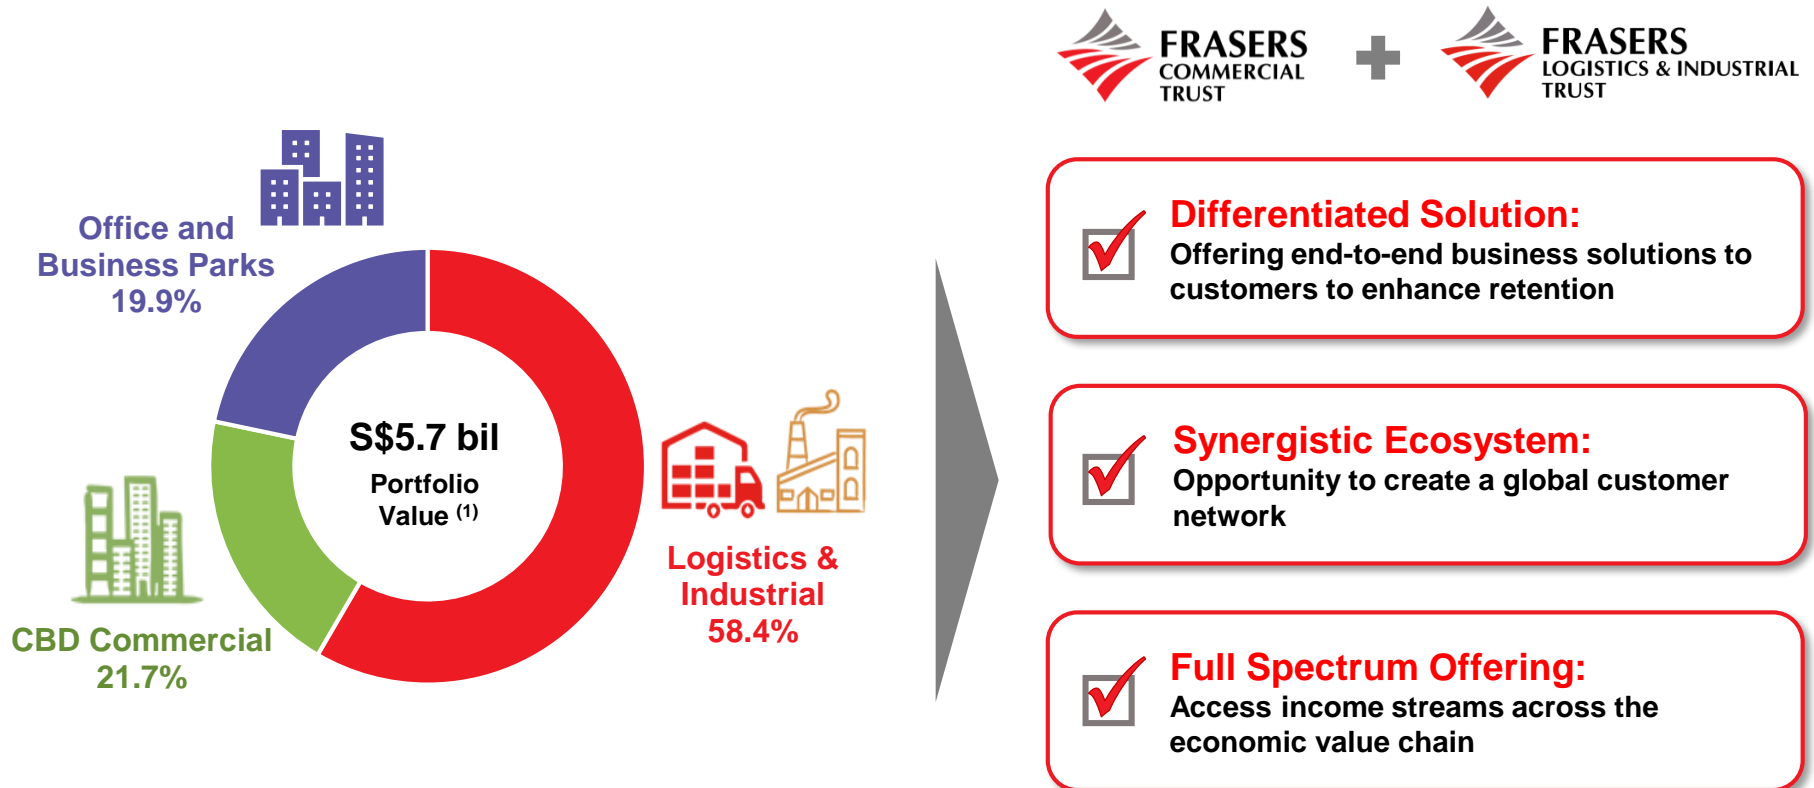 FRASERS
COMMERCIAL
TRUST
FRASERS
LOGISTICS & INDUSTRIAL
TRUST
Office and
Business Parks
19.9%
S$5.7 bil
Portfolio
Value (1)
CBD Commercial
21.7%
Logistics &
Industrial
58.4%
Differentiated Solution:
Offering end-to-end business solutions to
customers to enhance retention
Synergistic Ecosystem:
Opportunity to create a global customer
network
Full Spectrum Offering:
Access income streams across the
economic value chain